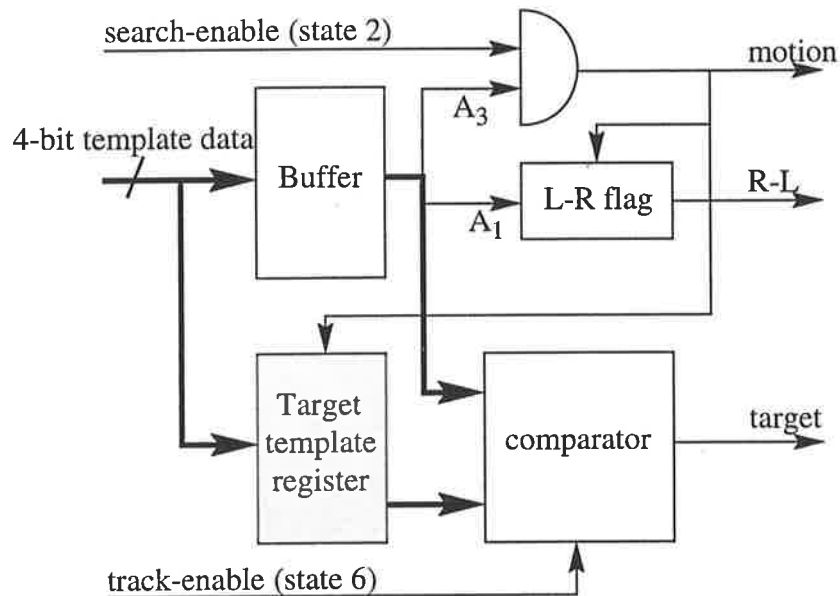 search-enable (state 2)
motion
A3
4-bit template data
Buffer
L-R flag
R-L
A1
Target
template
register
comparator
target
track-enable (state 6)